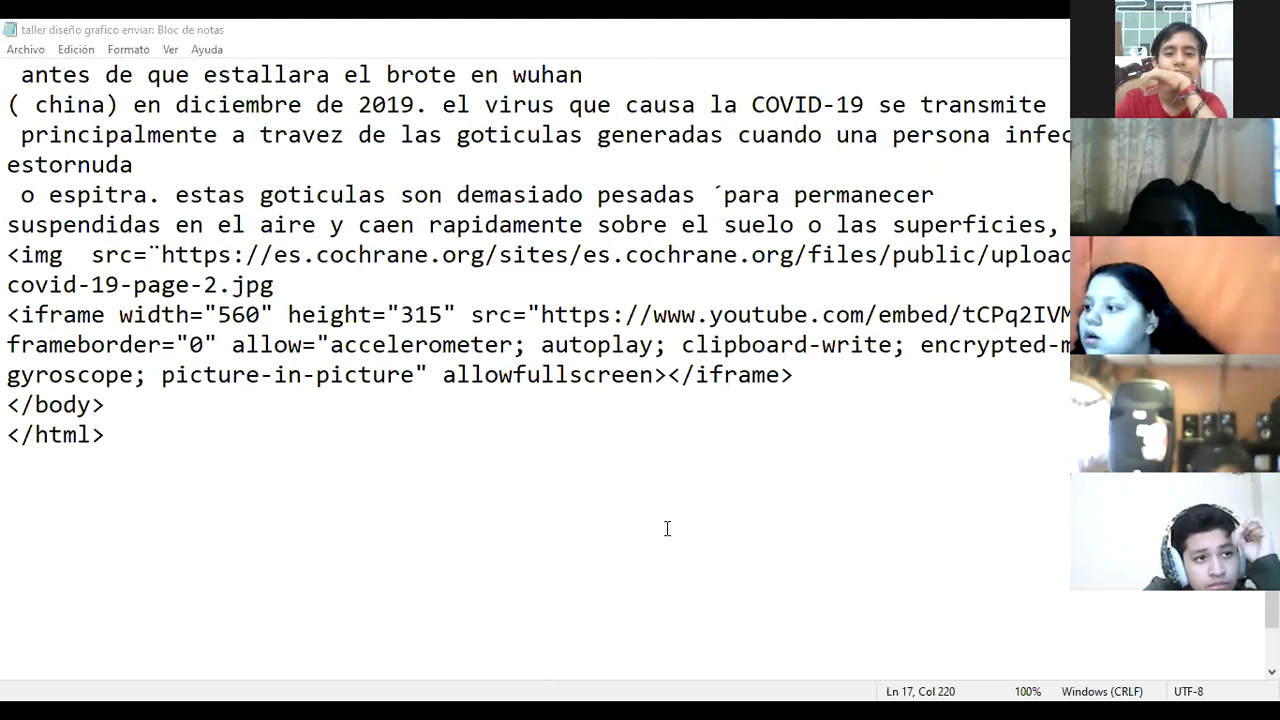 taller diseño grafico enviar: Bloc de notas
Archivo Edición Formato Ver Ayuda
antes de que estallara el brote en wuhan
( china) en diciembre de 2019. el virus que causa la COVID-19 se transmite
principalmente a travez de las goticulas generadas cuando una persona infec
estornuda
o espitra. estas goticulas son demasiado pesadas ´para permanecer
suspendidas en el aire y caen rapidamente sobre el suelo o las superficies,
<img  src=¨https://es.cochrane.org/sites/es.cochrane.org/files/public/upload
covid-19-page-2.jpg
<iframe width="560" height="315" src="https://www.youtube.com/embed/tCPq2IVM
frameborder="0" allow="accelerometer; autoplay; clipboard-write; encrypted-m
gyroscope; picture-in-picture" allowfullscreen></iframe>
</body>
</html>
Ln 17, Col 220 100% Windows (CRLF) UTF-8